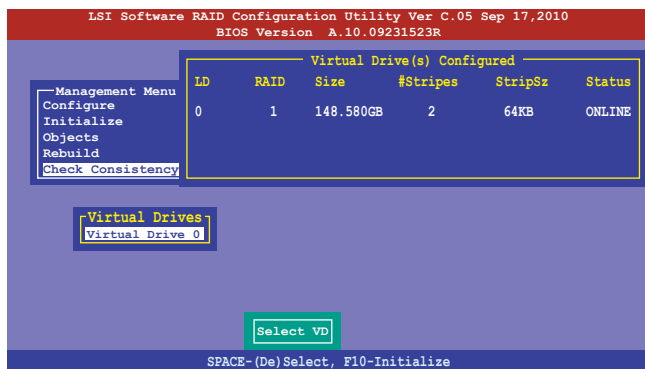 LSI Software RAID Configuration Utility Ver C.05 Sep 17,2010
BIOS Version A.10.09231523R
Virtual Drive(s) Configured
LD RAID Size #Stripes StripSz Status
0 1 148.580GB 2 64KB ONLINE
Management Menu
Configure
Initialize
Objects
Rebuild
Check Consistency
Virtual Drives
Virtual Drive 0
Select VD
SPACE-(De)Select, F10-Initialize